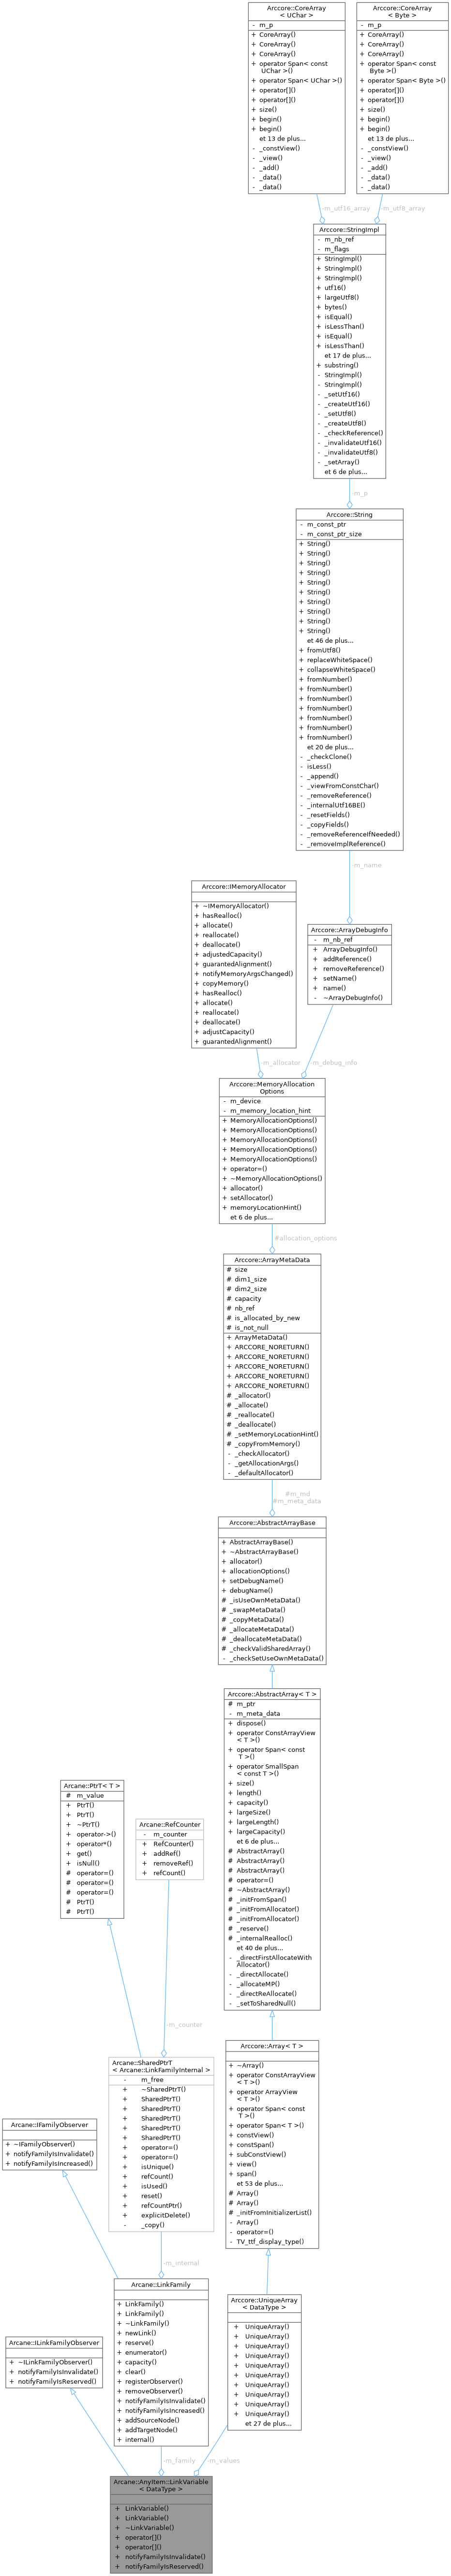 Arccore::CoreArray
< UChar >
- m_p
+ CoreArray()
+ CoreArray()
+ CoreArray()
+ operator Span< const
UChar >()
+ operator Span< UChar >()
+ operator[]()
+ operator[]()
+ size()
+ begin()
+ begin()
et 13 de plus...
- _constView()
- _view()
- _add()
- _data()
- _data()
Arccore::CoreArray
< Byte >
- m_p
+ CoreArray()
+ CoreArray()
+ CoreArray()
+ operator Span< const
Byte >()
+ operator Span< Byte >()
+ operator[]()
+ operator[]()
+ size()
+ begin()
+ begin()
et 13 de plus...
- _constView()
- _view()
- _add()
- _data()
- _data()
-m_utf16_array
-m_utf8_array
Arccore::StringImpl
- m_nb_ref
- m_flags
+ StringImpl()
+ StringImpl()
+ StringImpl()
+ utf16()
+ largeUtf8()
+ bytes()
+ isEqual()
+ isLessThan()
+ isEqual()
+ isLessThan()
et 17 de plus...
+ substring()
- StringImpl()
- StringImpl()
- _setUtf16()
- _createUtf16()
- _setUtf8()
- _createUtf8()
- _checkReference()
- _invalidateUtf16()
- _invalidateUtf8()
- _setArray()
et 6 de plus...
-m_p
Arccore::String
- m_const_ptr
- m_const_ptr_size
+ String()
+ String()
+ String()
+ String()
+ String()
+ String()
+ String()
+ String()
+ String()
+ String()
et 46 de plus...
+ fromUtf8()
+ replaceWhiteSpace()
+ collapseWhiteSpace()
+ fromNumber()
+ fromNumber()
+ fromNumber()
+ fromNumber()
+ fromNumber()
+ fromNumber()
+ fromNumber()
et 20 de plus...
- _checkClone()
- isLess()
- _append()
- _viewFromConstChar()
- _removeReference()
- _internalUtf16BE()
- _resetFields()
- _copyFields()
- _removeReferenceIfNeeded()
- _removeImplReference()
-m_name
Arccore::IMemoryAllocator
+ ~IMemoryAllocator()
+ hasRealloc()
+ allocate()
+ reallocate()
+ deallocate()
+ adjustedCapacity()
+ guarantedAlignment()
+ notifyMemoryArgsChanged()
+ copyMemory()
+ hasRealloc()
+ allocate()
+ reallocate()
+ deallocate()
+ adjustCapacity()
+ guarantedAlignment()
Arccore::ArrayDebugInfo
- m_nb_ref
+ ArrayDebugInfo()
+ addReference()
+ removeReference()
+ setName()
+ name()
- ~ArrayDebugInfo()
-m_allocator
-m_debug_info
Arccore::MemoryAllocation
Options
- m_device
- m_memory_location_hint
+ MemoryAllocationOptions()
+ MemoryAllocationOptions()
+ MemoryAllocationOptions()
+ MemoryAllocationOptions()
+ MemoryAllocationOptions()
+ operator=()
+ ~MemoryAllocationOptions()
+ allocator()
+ setAllocator()
+ memoryLocationHint()
et 6 de plus...
#allocation_options
Arccore::ArrayMetaData
# size
# dim1_size
# dim2_size
# capacity
# nb_ref
# is_allocated_by_new
# is_not_null
+ ArrayMetaData()
+ ARCCORE_NORETURN()
+ ARCCORE_NORETURN()
+ ARCCORE_NORETURN()
+ ARCCORE_NORETURN()
+ ARCCORE_NORETURN()
# _allocator()
# _allocate()
# _reallocate()
# _deallocate()
# _setMemoryLocationHint()
# _copyFromMemory()
- _checkAllocator()
- _getAllocationArgs()
- _defaultAllocator()
#m_md
#m_meta_data
Arccore::AbstractArrayBase
+ AbstractArrayBase()
+ ~AbstractArrayBase()
+ allocator()
+ allocationOptions()
+ setDebugName()
+ debugName()
# _isUseOwnMetaData()
# _swapMetaData()
# _copyMetaData()
# _allocateMetaData()
# _deallocateMetaData()
# _checkValidSharedArray()
- _checkSetUseOwnMetaData()
Arccore::AbstractArray< T >
# m_ptr
- m_meta_data
+ dispose()
+ operator ConstArrayView
< T >()
+ operator Span< const
T >()
+ operator SmallSpan
< const T >()
+ size()
+ length()
+ capacity()
+ largeSize()
+ largeLength()
+ largeCapacity()
et 6 de plus...
# AbstractArray()
# AbstractArray()
# AbstractArray()
# operator=()
# ~AbstractArray()
# _initFromSpan()
# _initFromAllocator()
# _initFromAllocator()
# _reserve()
# _internalRealloc()
et 40 de plus...
- _directFirstAllocateWith
Allocator()
- _directAllocate()
- _allocateMP()
- _directReAllocate()
- _setToSharedNull()
Arcane::PtrT< T >
# m_value
+ PtrT()
+ PtrT()
+ ~PtrT()
+ operator->()
+ operator*()
+ get()
+ isNull()
# operator=()
# operator=()
# operator=()
# PtrT()
# PtrT()
Arcane::RefCounter
- m_counter
+ RefCounter()
+ addRef()
+ removeRef()
+ refCount()
-m_counter
Arcane::SharedPtrT
< Arcane::LinkFamilyInternal >
- m_free
+ ~SharedPtrT()
+ SharedPtrT()
+ SharedPtrT()
+ SharedPtrT()
+ SharedPtrT()
+ SharedPtrT()
+ operator=()
+ operator=()
+ isUnique()
+ refCount()
+ isUsed()
+ reset()
+ refCountPtr()
+ explicitDelete()
- _copy()
Arccore::Array< T >
+ ~Array()
+ operator ConstArrayView
< T >()
+ operator ArrayView
< T >()
+ operator Span< const
T >()
+ operator Span< T >()
+ constView()
+ constSpan()
+ subConstView()
+ view()
+ span()
et 53 de plus...
# Array()
# Array()
# _initFromInitializerList()
- Array()
- operator=()
- TV_ttf_display_type()
Arcane::IFamilyObserver
+ ~IFamilyObserver()
+ notifyFamilyIsInvalidate()
+ notifyFamilyIsIncreased()
-m_internal
Arcane::LinkFamily
+ LinkFamily()
+ LinkFamily()
+ ~LinkFamily()
+ newLink()
+ reserve()
+ enumerator()
+ capacity()
+ clear()
+ registerObserver()
+ removeObserver()
+ notifyFamilyIsInvalidate()
+ notifyFamilyIsIncreased()
+ addSourceNode()
+ addTargetNode()
+ internal()
Arccore::UniqueArray
< DataType >
+ UniqueArray()
+ UniqueArray()
+ UniqueArray()
+ UniqueArray()
+ UniqueArray()
+ UniqueArray()
+ UniqueArray()
+ UniqueArray()
+ UniqueArray()
+ UniqueArray()
et 27 de plus...
Arcane::ILinkFamilyObserver
+ ~ILinkFamilyObserver()
+ notifyFamilyIsInvalidate()
+ notifyFamilyIsReserved()
-m_family
-m_values
Arcane::AnyItem::LinkVariable
< DataType >
+ LinkVariable()
+ LinkVariable()
+ ~LinkVariable()
+ operator[]()
+ operator[]()
+ notifyFamilyIsInvalidate()
+ notifyFamilyIsReserved()